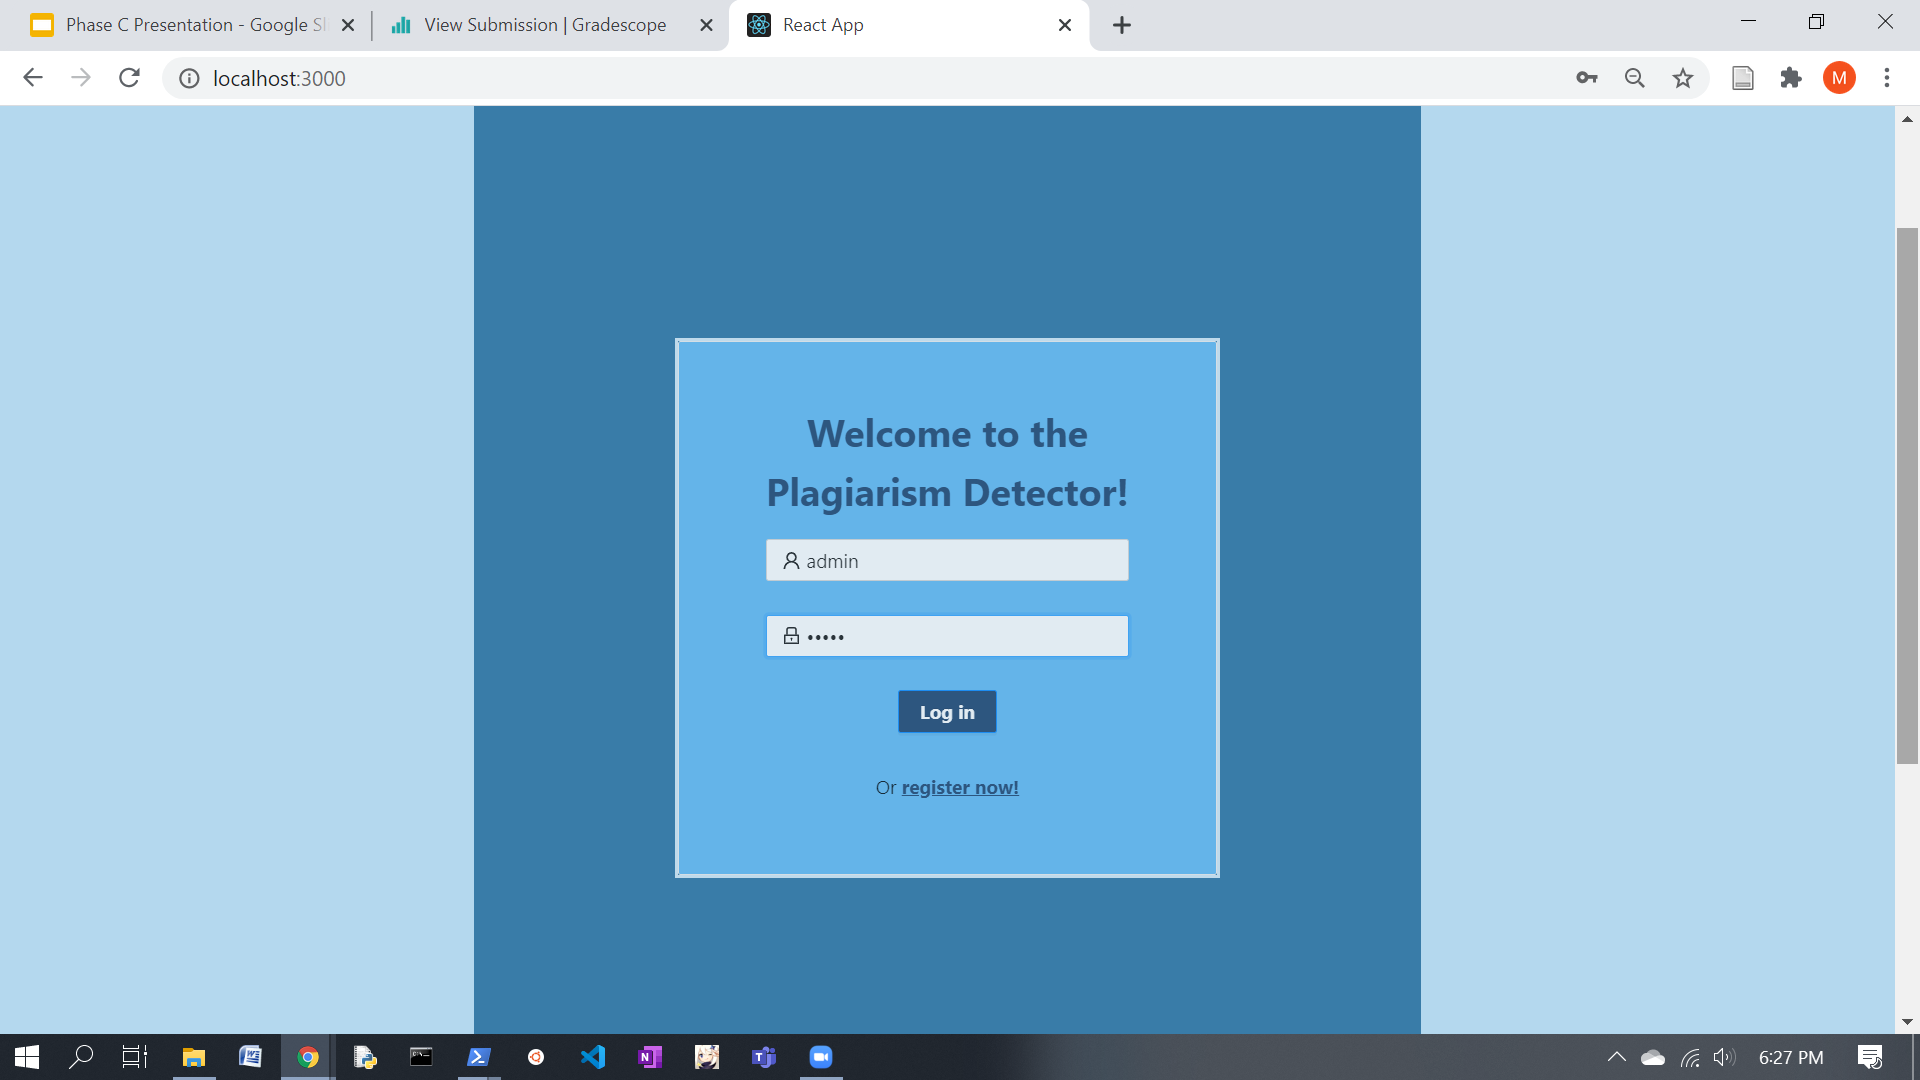 Phase C Presentation - Google Sl
View Submission | Gradescope
React App
localhost:3000
M
Welcome to the
Plagiarism Detector!
admin
•••••
Log in
Or register now!
6:27 PM